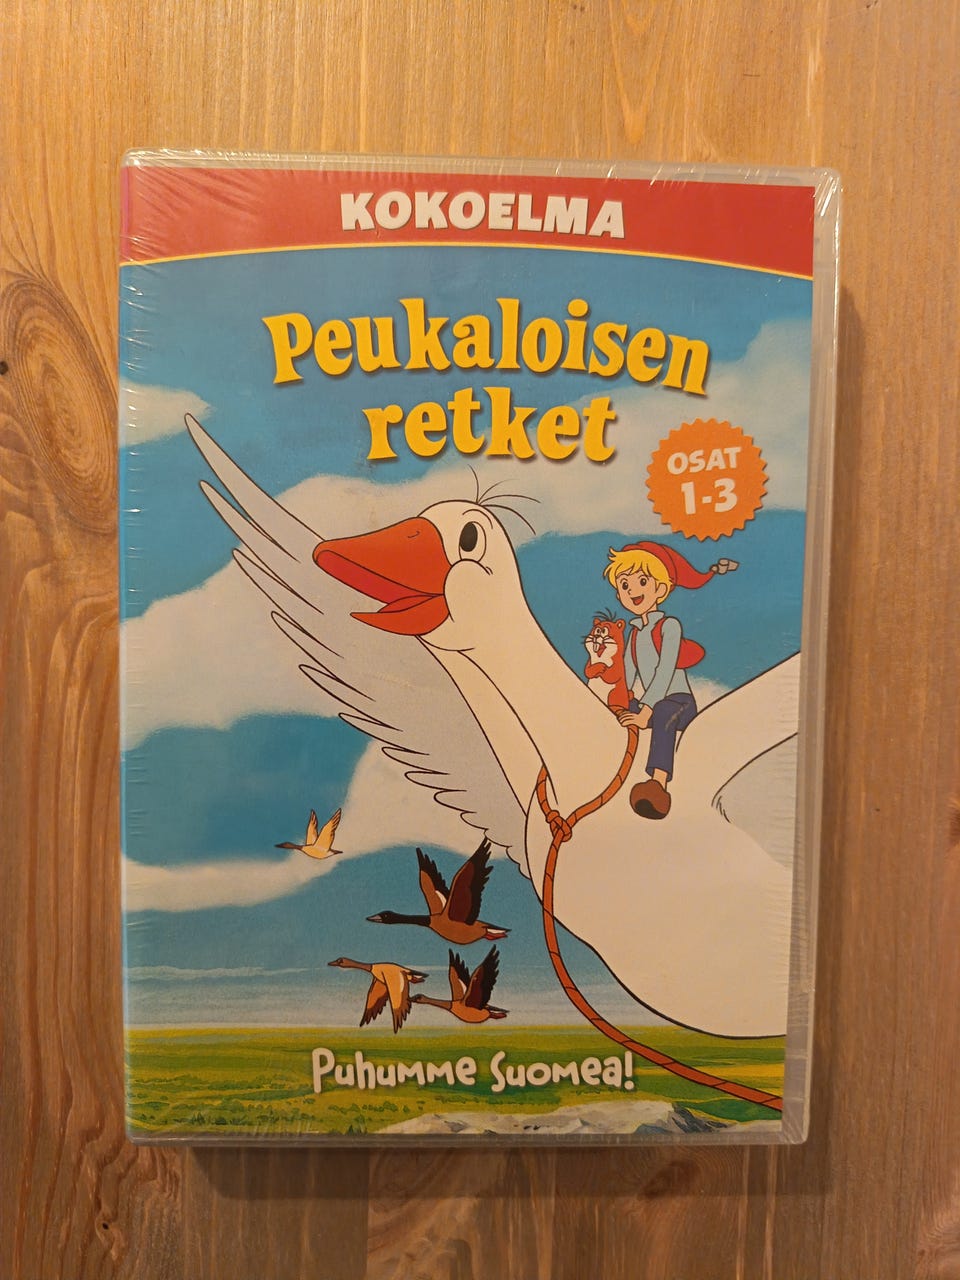 KOKOELMA
Peukaloisen
retket
OSAT
1-3
Puhumme Suomea!